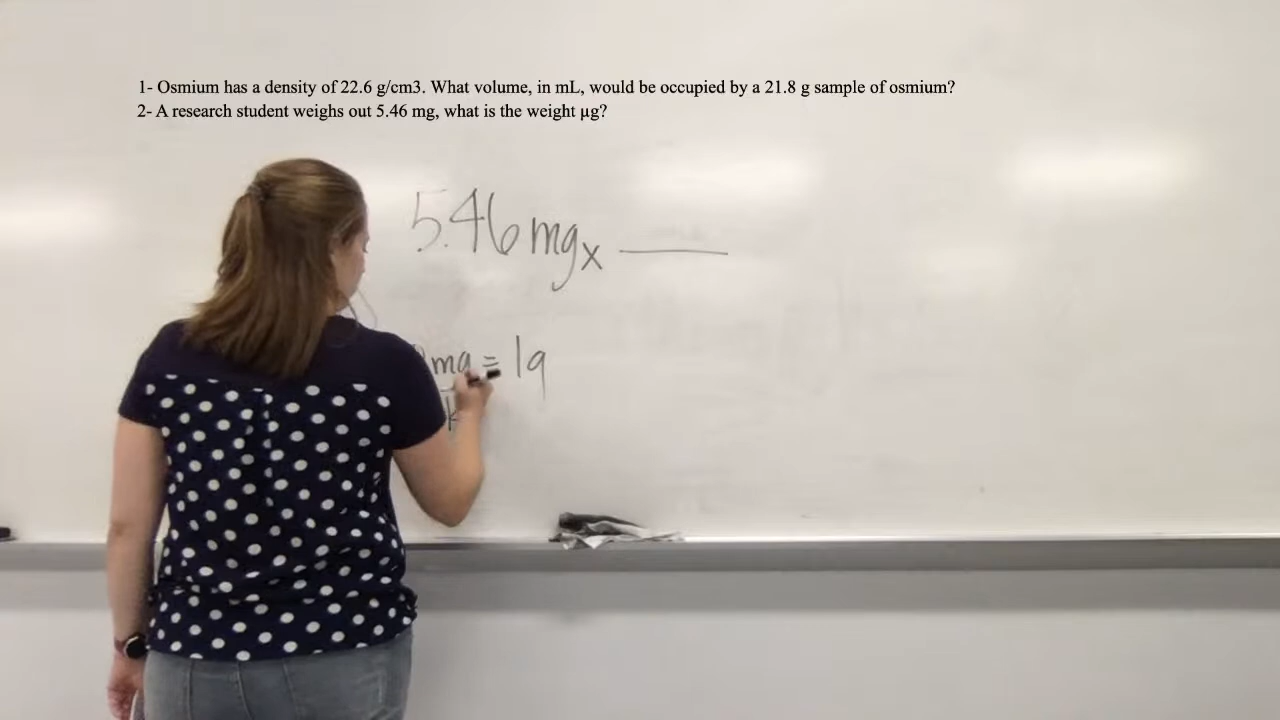 1- Osmium has a density of 22.6 g/cm3. What volume, in mL, would be occupied by a 21.8 g sample of osmium?
2- A research student weighs out 5.46 mg, what is the weight µg?
5.46 mg x
mg = 1g